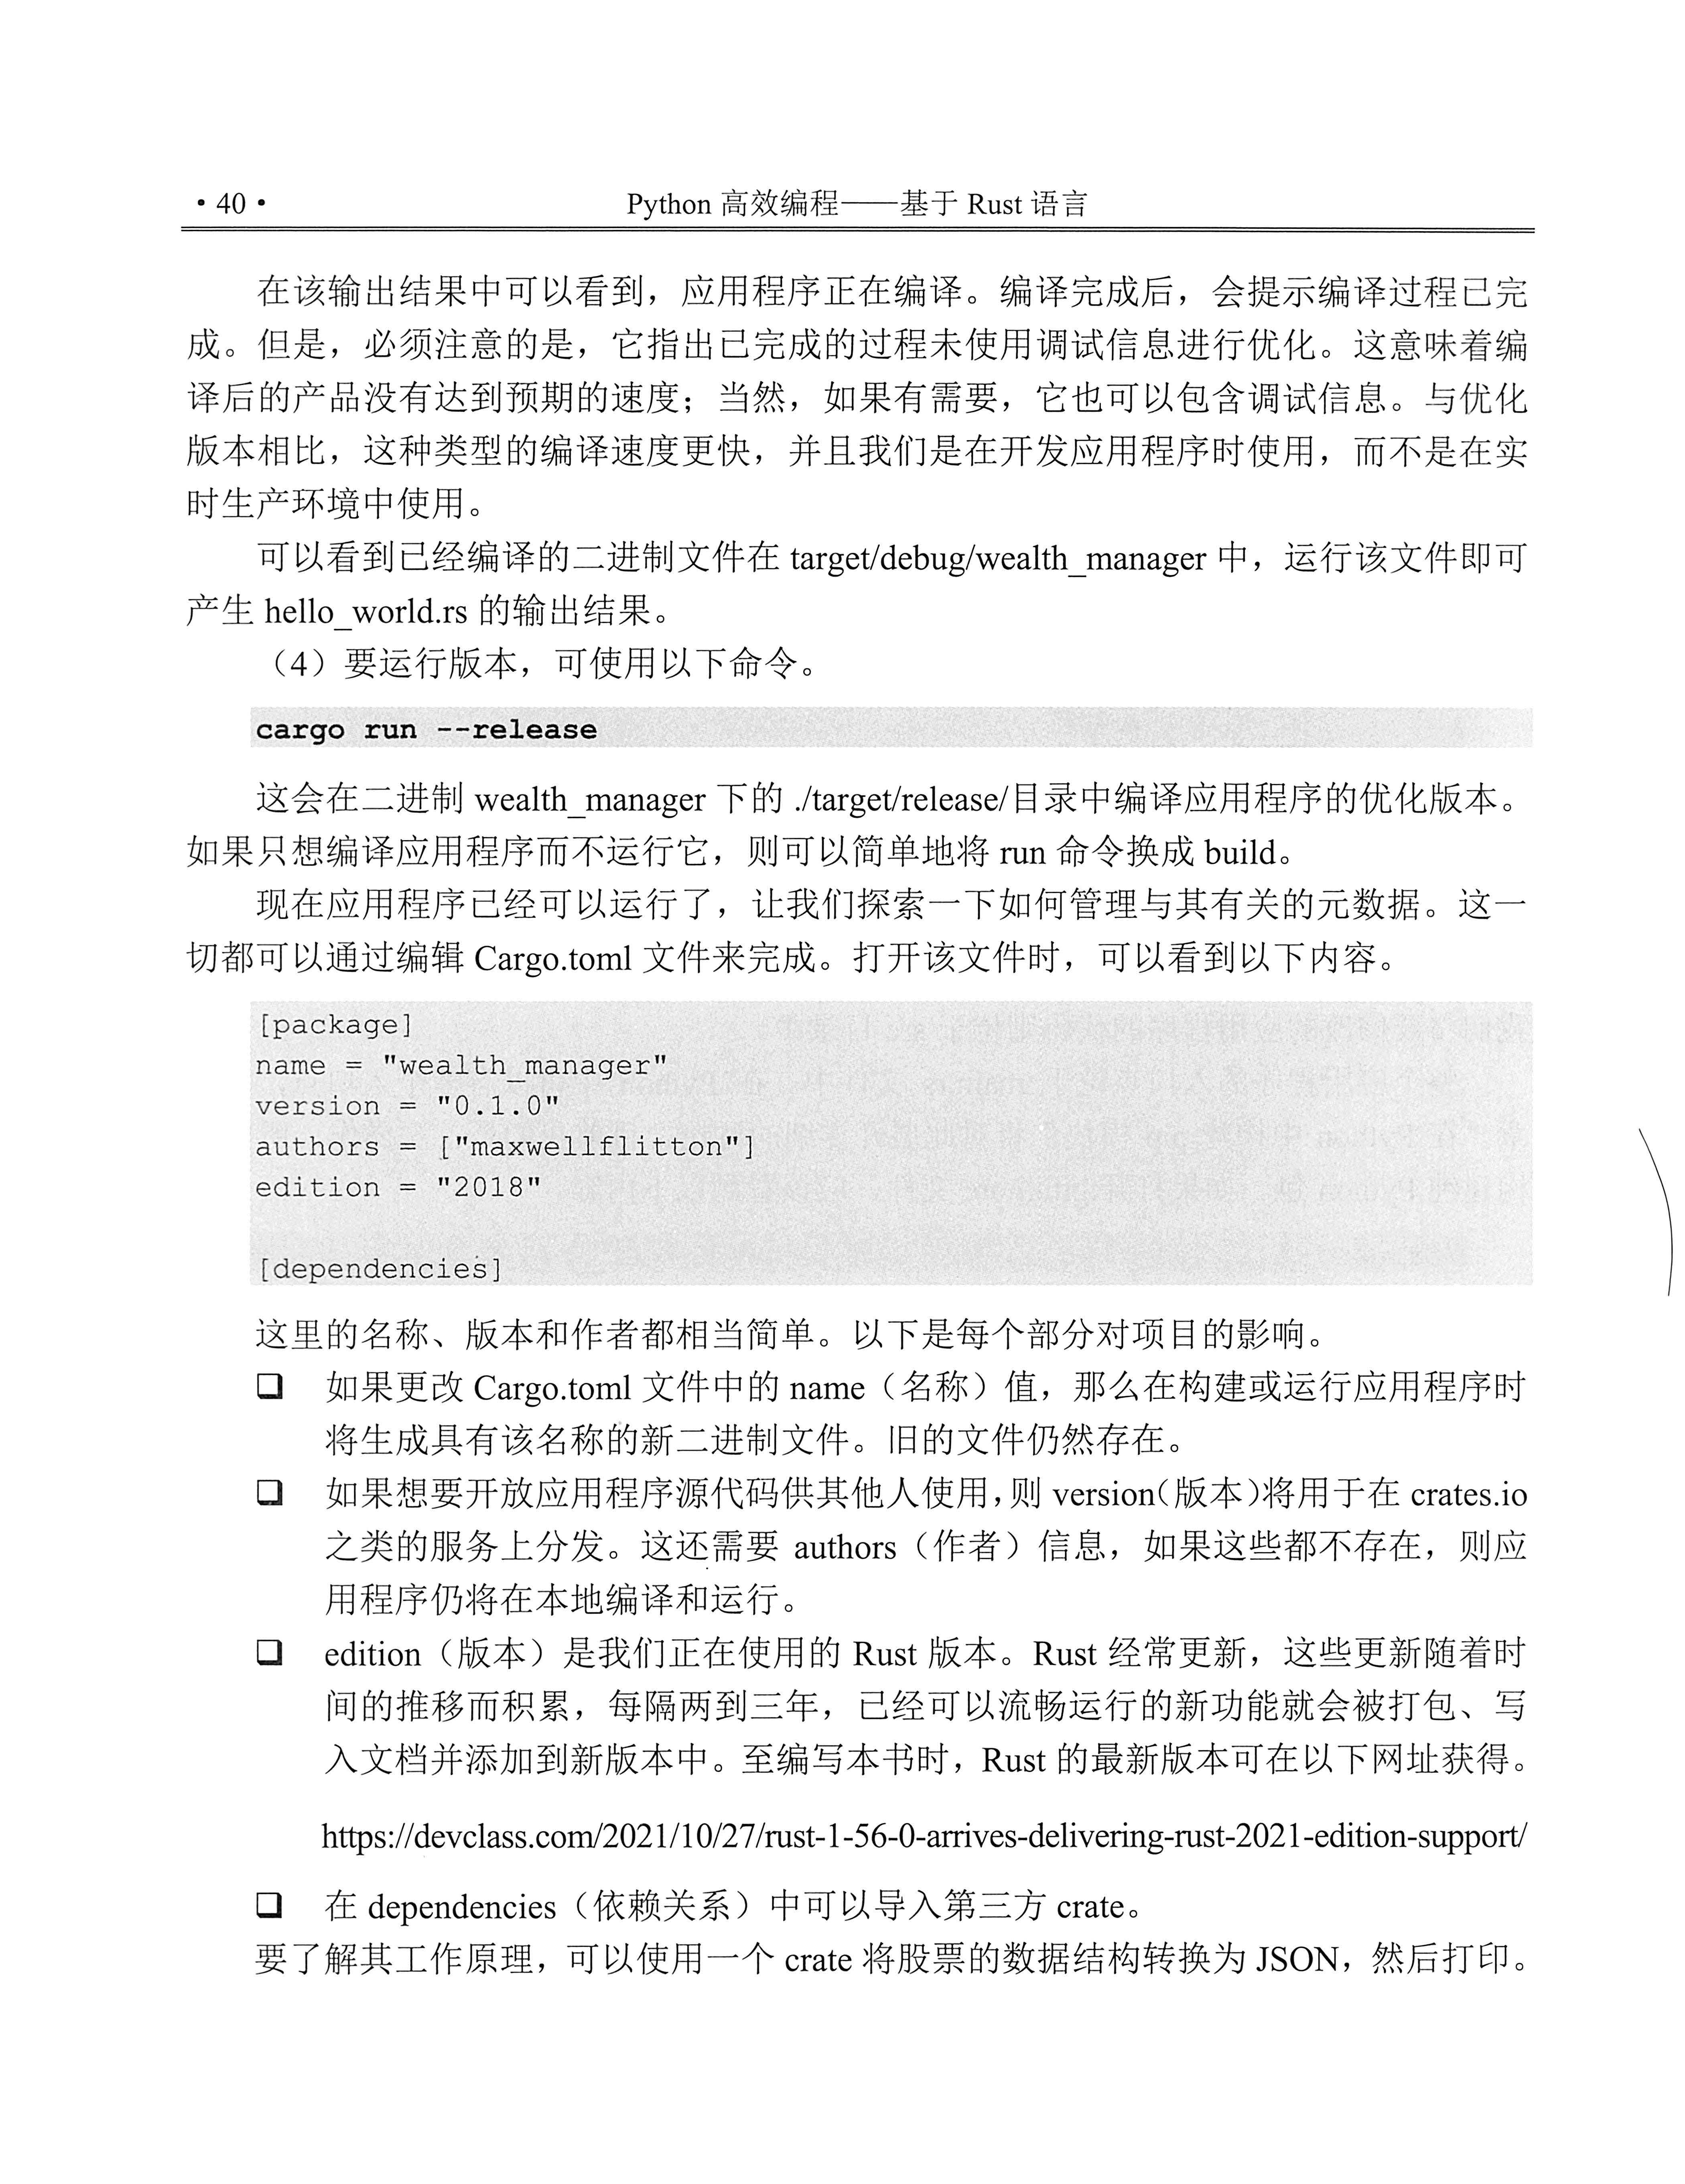 • 40 •
Python 高效编程——基于 Rust 语言
在该输出结果中可以看到，应用程序正在编译。编译完成后，会提示编译过程已完
成。但是，必须注意的是，它指出已完成的过程未使用调试信息进行优化。这意味着编
译后的产品没有达到预期的速度；当然，如果有需要，它也可以包含调试信息。与优化
版本相比，这种类型的编译速度更快，并且我们是在开发应用程序时使用，而不是在实
时生产环境中使用。
可以看到已经编译的二进制文件在 target/debug/wealth_manager 中，运行该文件即可
产生 hello_world.rs 的输出结果。
（4）要运行版本，可使用以下命令。
cargo run --release
这会在二进制 wealth_manager 下的 ./target/release/目录中编译应用程序的优化版本。
如果只想编译应用程序而不运行它，则可以简单地将 run 命令换成 build。
现在应用程序已经可以运行了，让我们探索一下如何管理与其有关的元数据。这一
切都可以通过编辑 Cargo.toml 文件来完成。打开该文件时，可以看到以下内容。
[package]
name = "wealth_manager"
version = "0.1.0"
authors = ["maxwellflitton"]
edition = "2018"
[dependencies]
这里的名称、版本和作者都相当简单。以下是每个部分对项目的影响。
❏ 如果更改 Cargo.toml 文件中的 name（名称）值，那么在构建或运行应用程序时
将生成具有该名称的新二进制文件。旧的文件仍然存在。
❏ 如果想要开放应用程序源代码供其他人使用，则 version（版本）将用于在 crates.io
之类的服务上分发。这还需要 authors（作者）信息，如果这些都不存在，则应
用程序仍将在本地编译和运行。
❏ edition（版本）是我们正在使用的 Rust 版本。Rust 经常更新，这些更新随着时
间的推移而积累，每隔两到三年，已经可以流畅运行的新功能就会被打包、写
入文档并添加到新版本中。至编写本书时，Rust 的最新版本可在以下网址获得。
https://devclass.com/2021/10/27/rust-1-56-0-arrives-delivering-rust-2021-edition-support/
❏ 在 dependencies（依赖关系）中可以导入第三方 crate。
要了解其工作原理，可以使用一个 crate 将股票的数据结构转换为 JSON，然后打印。